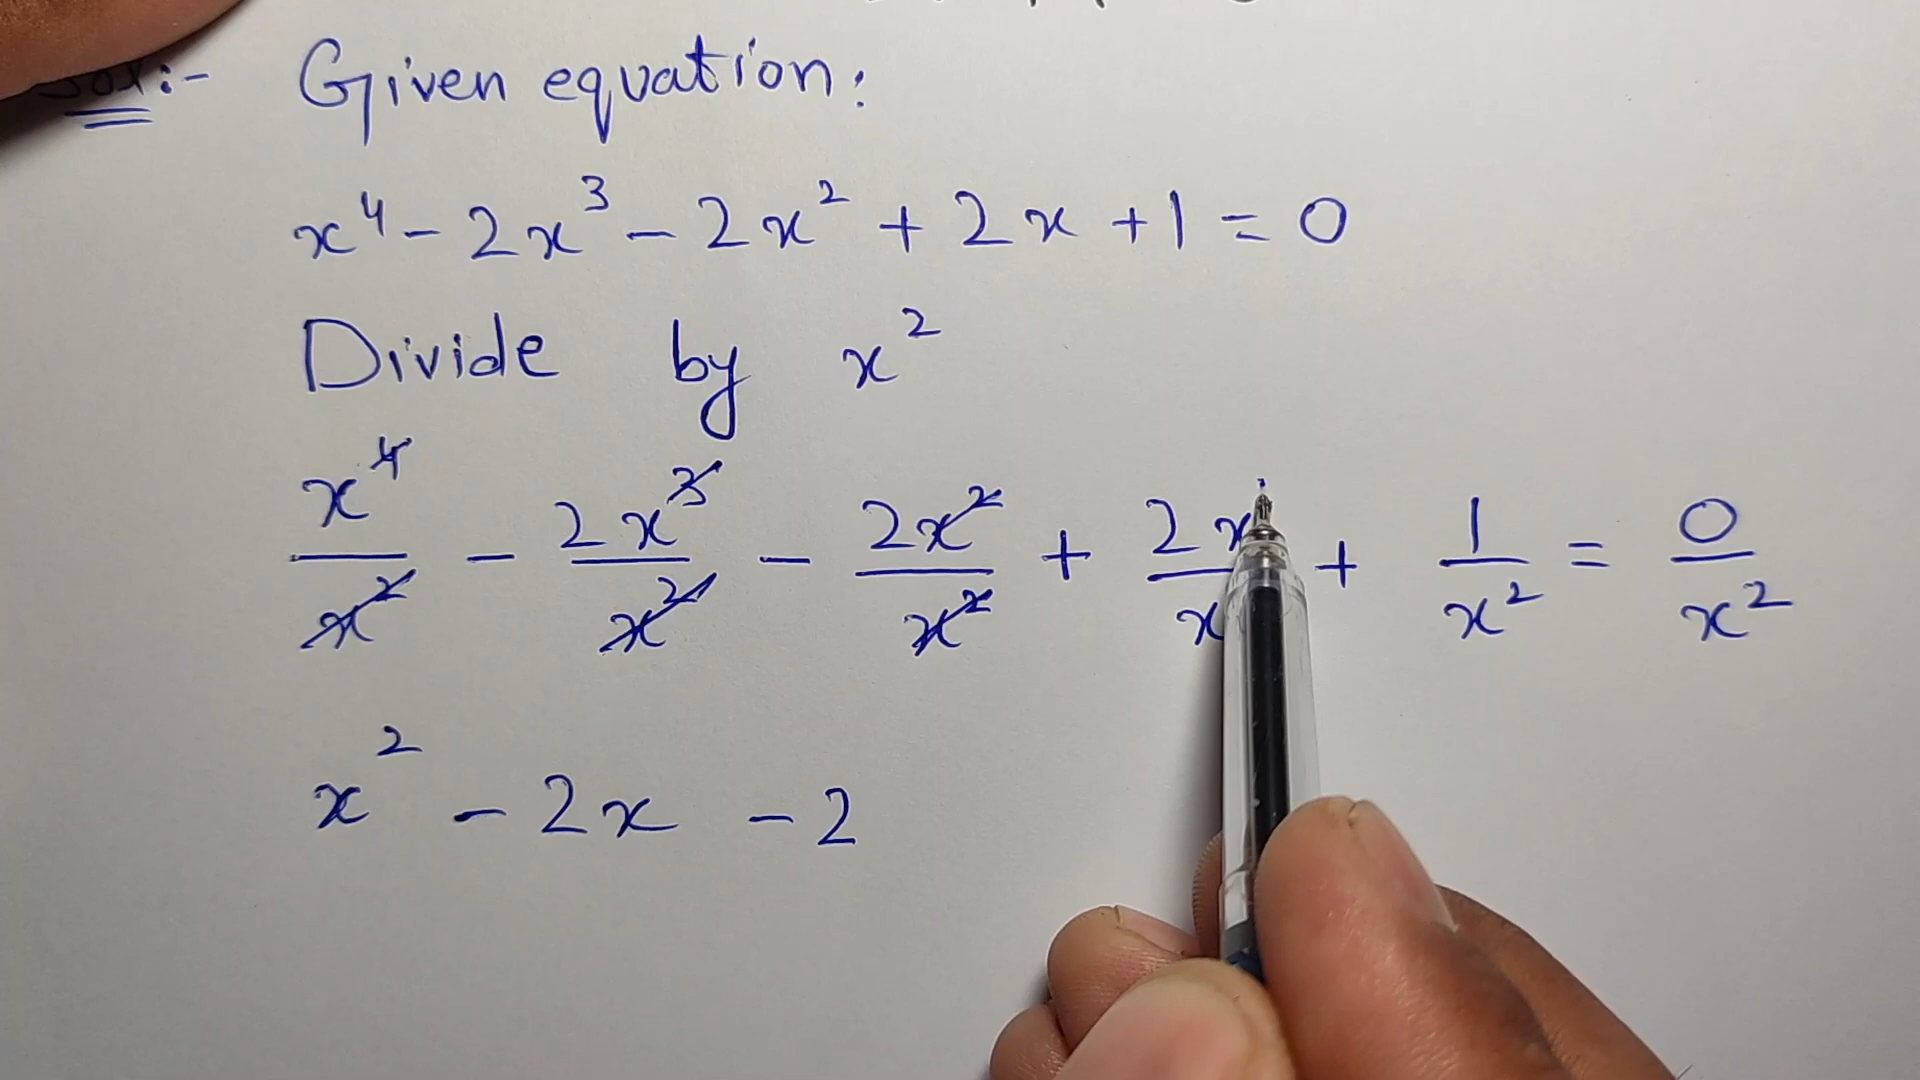 Sol:- Given equation:
x⁴ - 2x³ - 2x² + 2x + 1 = 0
Divide by x²
x⁴/x² - 2x³/x² - 2x²/x² + 2x/x + 1/x² = 0/x²
x² - 2x - 2